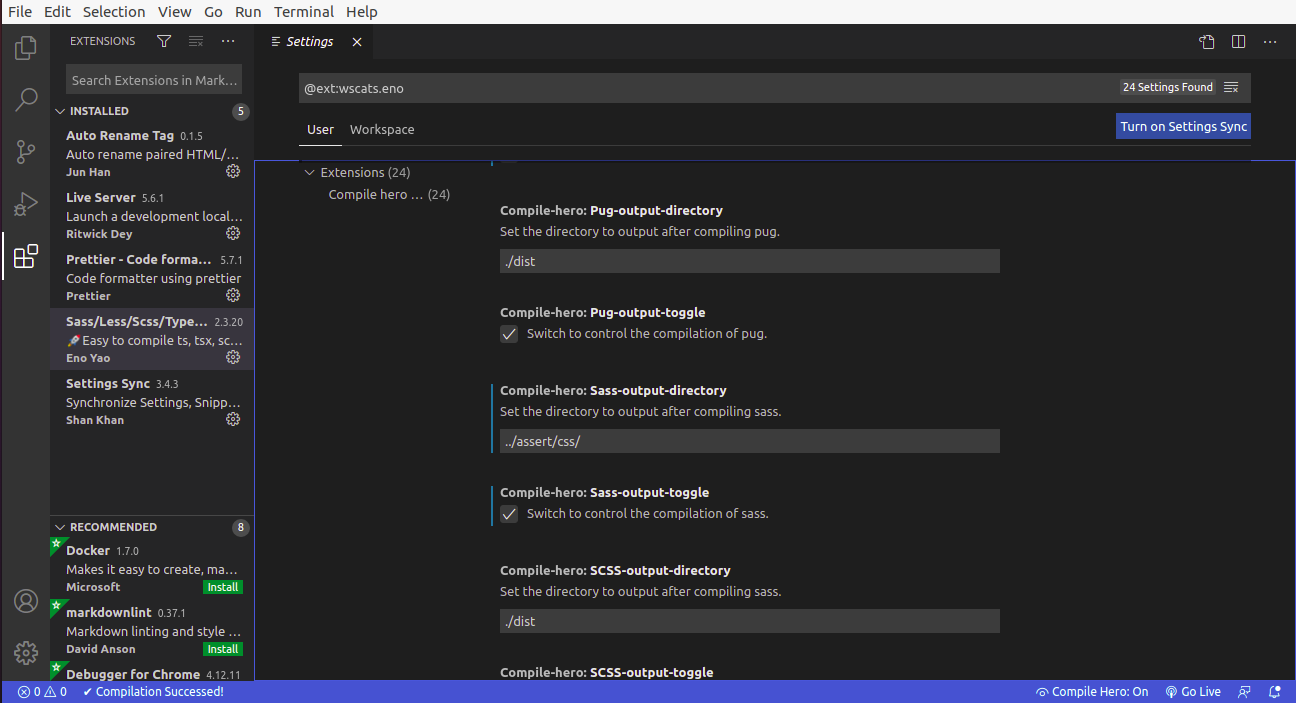 File Edit Selection View Go Run Terminal Help
EXTENSIONS
Settings
Search Extensions in Mark...
INSTALLED 5
Auto Rename Tag 0.1.5
Auto rename paired HTML/...
Jun Han
Live Server 5.6.1
Launch a development local...
Ritwick Dey
Prettier - Code forma... 5.7.1
Code formatter using prettier
Prettier
Sass/Less/Scss/Type... 2.3.20
Easy to compile ts, tsx, sc...
Eno Yao
Settings Sync 3.4.3
Synchronize Settings, Snipp...
Shan Khan
RECOMMENDED 8
Docker 1.7.0
Makes it easy to create, ma...
Microsoft Install
markdownlint 0.37.1
Markdown linting and style ...
David Anson Install
Debugger for Chrome 4.12.11
@ext:wscats.eno
24 Settings Found
User Workspace
Turn on Settings Sync
Extensions (24)
Compile hero ... (24)
Compile-hero: Pug-output-directory
Set the directory to output after compiling pug.
./dist
Compile-hero: Pug-output-toggle
Switch to control the compilation of pug.
Compile-hero: Sass-output-directory
Set the directory to output after compiling sass.
../assert/css/
Compile-hero: Sass-output-toggle
Switch to control the compilation of sass.
Compile-hero: SCSS-output-directory
Set the directory to output after compiling sass.
./dist
Compile-hero: SCSS-output-toggle
0 0 ✔ Compilation Successed!
Compile Hero: On Go Live